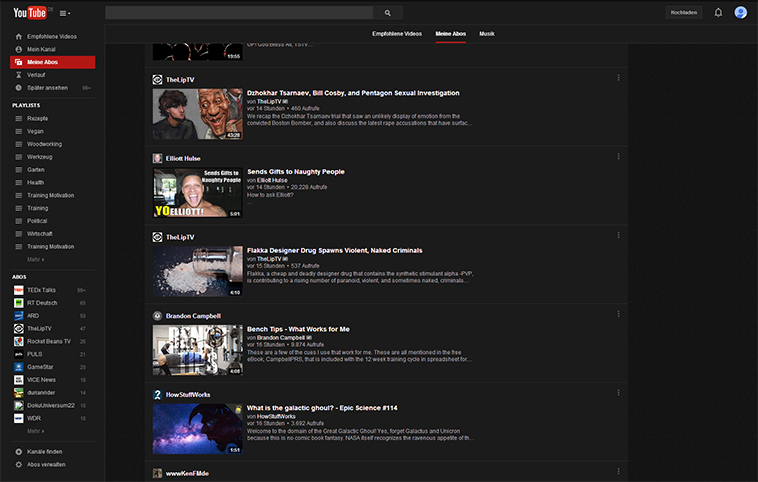 YouTube DE
Hochladen
Empfohlene Videos
Meine Abos
Musik
Empfohlene Videos
Mein Kanal
Meine Abos
Verlauf
Später ansehen 99+
PLAYLISTS
Rezepte
Vegan
Woodworking
Werkzeug
Garten
Health
Training Motivation
Training
Political
Wirtschaft
Training Motivation
Mehr ›
ABOS
TEDx Talks 99+
RT Deutsch 65
ARD 59
TheLipTV 47
Rocket Beans TV 26
PULS 21
GameStar 20
VICE News 18
durianrider 18
DokuUniversum22 16
WDR 14
Mehr ›
Kanäle finden
Abos verwalten
19:55
TheLipTV
Dzhokhar Tsarnaev, Bill Cosby, and Pentagon Sexual Investigation
von TheLipTV
vor 14 Stunden • 460 Aufrufe
We recap the Dzhokhar Tsarnaev trial that saw an unlikely display of emotion from the
convicted Boston Bomber, and also discuss the latest rape accusations that have surfac...
43:28
Elliott Hulse
Sends Gifts to Naughty People
von Elliott Hulse
vor 14 Stunden • 20.228 Aufrufe
How to ask Elliott?
...
Sends Gifts
to Naughty People
YO ELLIOTT!
5:01
TheLipTV
Flakka Designer Drug Spawns Violent, Naked Criminals
von TheLipTV
vor 15 Stunden • 537 Aufrufe
Flakka, a cheap and deadly designer drug that contains the synthetic stimulant alpha -PVP,
is contributing to a rising number of paranoid, violent, and sometimes naked, criminals...
4:10
Brandon Campbell
Bench Tips - What Works for Me
von Brandon Campbell
vor 16 Stunden • 9.874 Aufrufe
These are a few of the cues I use that work for me. These are all mentioned in the free
eBook, CampbellPRS, that is included with the 12 week training cycle in spreadsheet for...
4:08
HowStuffWorks
What is the galactic ghoul? - Epic Science #114
von HowStuffWorks
vor 16 Stunden • 3.692 Aufrufe
Welcome to the domain of the Great Galactic Ghoul! Yes, forget Galactus and Unicron
because this is no comic book fantasy. NASA itself recognizes the ravenous appetite of th...
1:51
wwwKenFMde